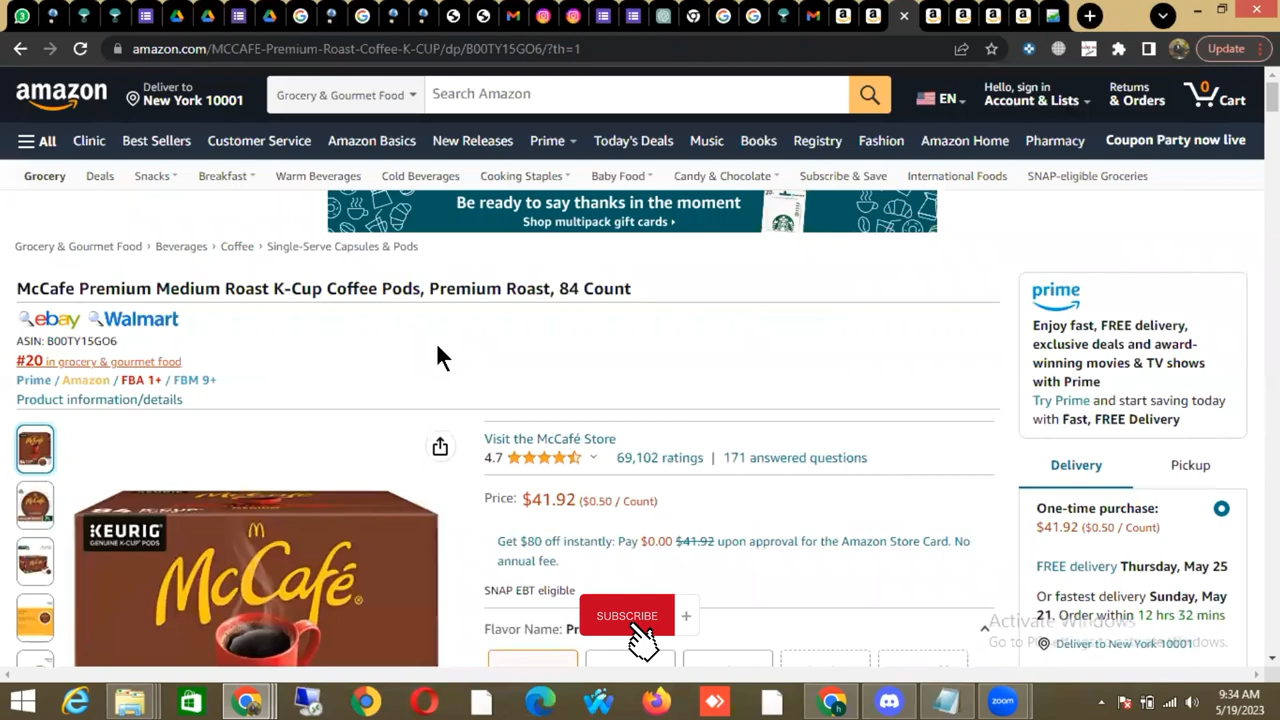 amazon.com/MCCAFE-Premium-Roast-Coffee-K-CUP/dp/B00TY15GO6/?th=1
Update
amazon
Deliver to
New York 10001
Grocery & Gourmet Food
Search Amazon
EN
Hello, sign in
Account & Lists
Returns
& Orders
0
Cart
All Clinic Best Sellers Customer Service Amazon Basics New Releases Prime Today's Deals Music Books Registry Fashion Amazon Home Pharmacy Coupon Party now live
Grocery Deals Snacks Breakfast Warm Beverages Cold Beverages Cooking Staples Baby Food Candy & Chocolate Subscribe & Save International Foods SNAP-eligible Groceries
Be ready to say thanks in the moment
Shop multipack gift cards
Grocery & Gourmet Food › Beverages › Coffee › Single-Serve Capsules & Pods
McCafe Premium Medium Roast K-Cup Coffee Pods, Premium Roast, 84 Count
ebay Walmart
ASIN: B00TY15GO6
#20 in grocery & gourmet food
Prime / Amazon / FBA 1+ / FBM 9+
Product information/details
Visit the McCafé Store
4.7 69,102 ratings | 171 answered questions
Price: $41.92 ($0.50 / Count)
Get $80 off instantly: Pay $0.00 $41.92 upon approval for the Amazon Store Card. No
annual fee.
SNAP EBT eligible
SUBSCRIBE +
Flavor Name: Pr
KEURIG
GENUINE K-CUP PODS
McCafé
prime
Enjoy fast, FREE delivery,
exclusive deals and award-
winning movies & TV shows
with Prime
Try Prime and start saving today
with Fast, FREE Delivery
Delivery Pickup
One-time purchase:
$41.92 ($0.50 / Count)
FREE delivery Thursday, May 25
Or fastest delivery Sunday, May
21. Order within 12 hrs 32 mins
Activate Windows
Deliver to New York 10001
zoom
9:34 AM
5/19/2023